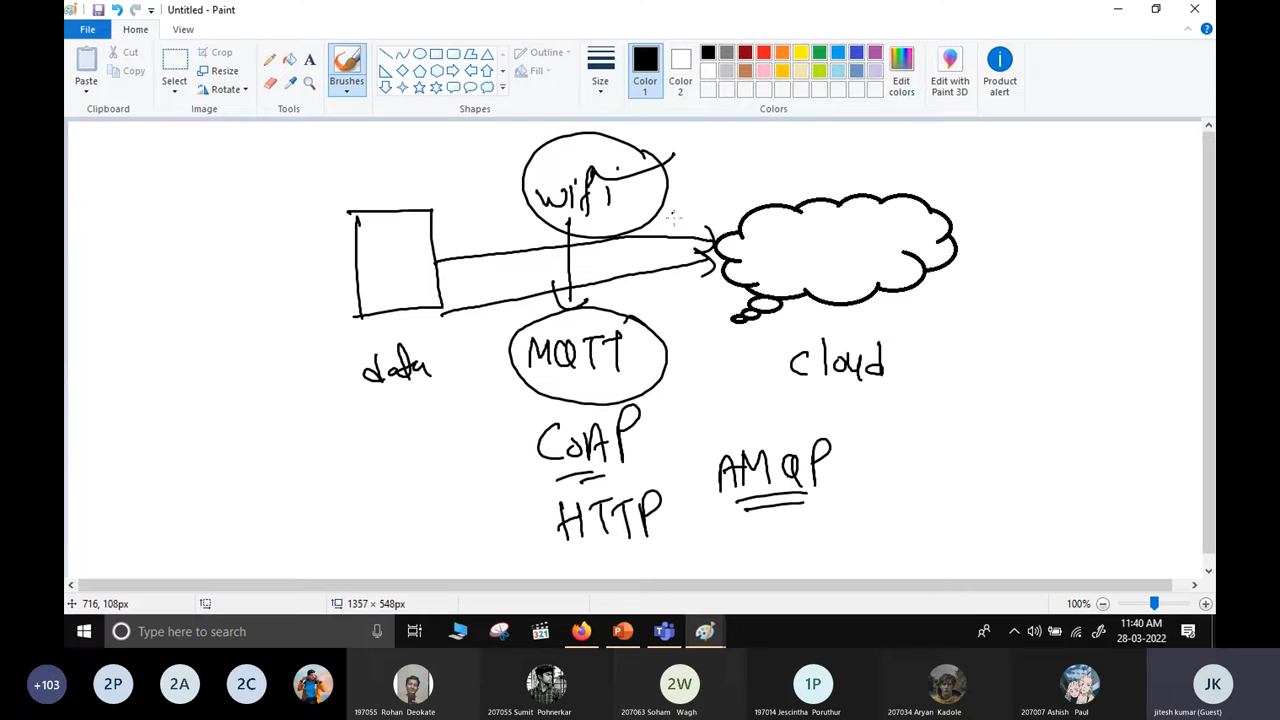 Untitled - Paint
File Home View
Paste
Cut
Copy
Clipboard
Select
Crop
Resize
Rotate
Image
A
Tools
Brushes
Outline
Fill
Shapes
Size
Color
1
Color
2
Edit
colors
Colors
Edit with
Paint 3D
Product
alert
wifi
data
MQTT
cloud
CoAP
AMQP
HTTP
716, 108px
1357 × 548px
100%
Type here to search
321
11:40 AM
28-03-2022
+103
2P
2A
2C
197055 Rohan Deokate
207055 Sumit Pohnerkar
2W
207063 Soham Wagh
1P
197014 Jescintha Poruthur
207034 Aryan Kadole
207007 Ashish Paul
JK
jitesh kumar (Guest)